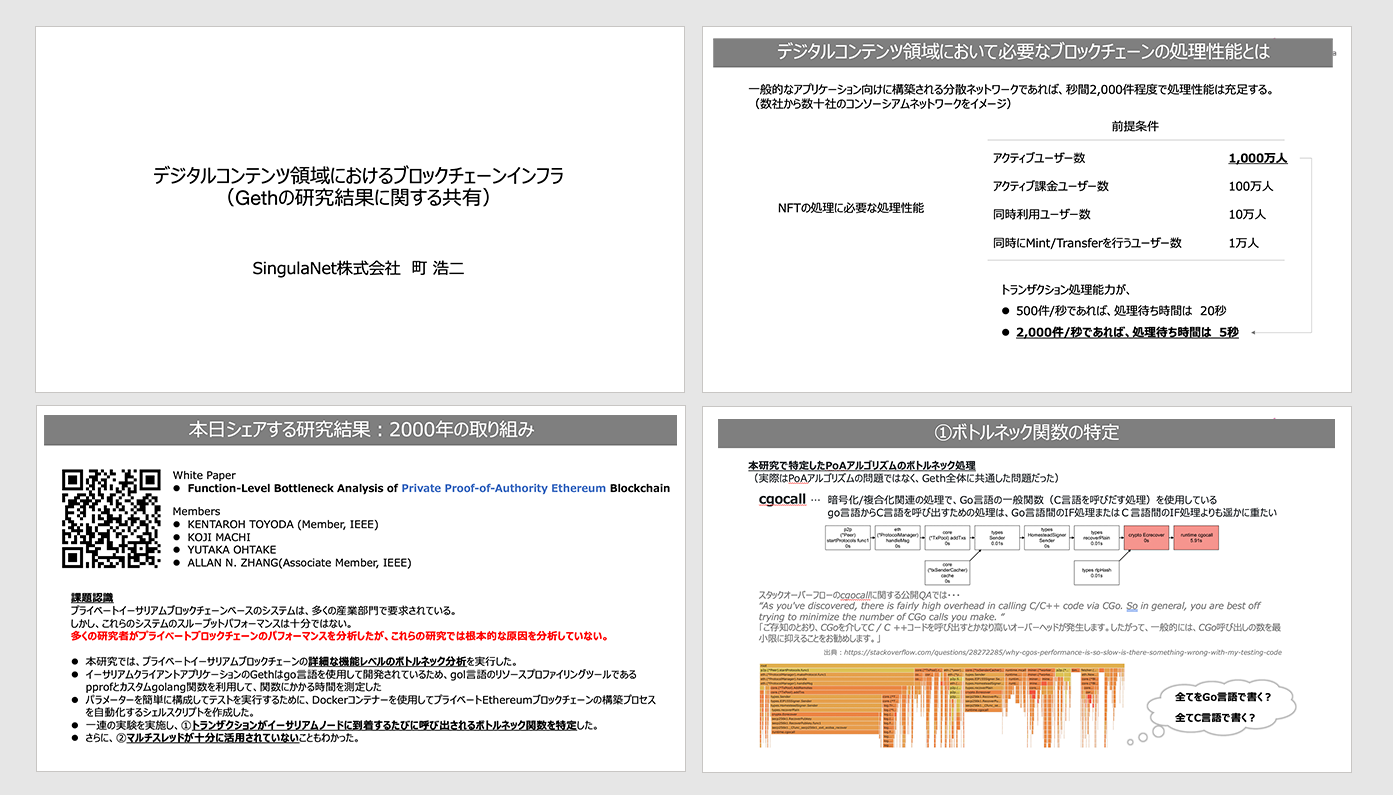 デジタルコンテンツ領域におけるブロックチェーンインフラ
（Gethの研究結果に関する共有）
SingulaNet株式会社　町 浩二
デジタルコンテンツ領域において必要なブロックチェーンの処理性能とは
一般的なアプリケーション向けに構築される分散ネットワークであれば、秒間2,000件程度で処理性能は充足する。
（数社から数十社のコンソーシアムネットワークをイメージ）
前提条件
NFTの処理に必要な処理性能
アクティブユーザー数　1,000万人
アクティブ課金ユーザー数　100万人
同時利用ユーザー数　10万人
同時にMint/Transferを行うユーザー数　1万人
トランザクション処理能力が、
● 500件/秒であれば、処理待ち時間は　20秒
● 2,000件/秒であれば、処理待ち時間は　5秒
本日シェアする研究結果：2000年の取り組み
White Paper
● Function-Level Bottleneck Analysis of Private Proof-of-Authority Ethereum Blockchain
Members
● KENTAROH TOYODA (Member, IEEE)
● KOJI MACHI
● YUTAKA OHTAKE
● ALLAN N. ZHANG(Associate Member, IEEE)
課題認識
プライベートイーサリアムブロックチェーンベースのシステムは、多くの産業部門で要求されている。
しかし、これらのシステムのスループットパフォーマンスは十分ではない。
多くの研究者がプライベートブロックチェーンのパフォーマンスを分析したが、これらの研究では根本的な原因を分析していない。
● 本研究では、プライベートイーサリアムブロックチェーンの詳細な機能レベルのボトルネック分析を実行した。
● イーサリアムクライアントアプリケーションのGethはgo言語を使用して開発されているため、gol言語のリソースプロファイリングツールである
pprofとカスタムgolang関数を利用して、関数にかかる時間を測定した
● パラメーターを簡単に構成してテストを実行するために、Dockerコンテナーを使用してプライベートEthereumブロックチェーンの構築プロセス
を自動化するシェルスクリプトを作成した。
● 一連の実験を実施し、①トランザクションがイーサリアムノードに到着するたびに呼び出されるボトルネック関数を特定した。
● さらに、②マルチスレッドが十分に活用されていないこともわかった。
①ボトルネック関数の特定
本研究で特定したPoAアルゴリズムのボトルネック処理
（実際はPoAアルゴリズムの問題ではなく、Geth全体に共通した問題だった）
cgocall … 暗号化/複合化関連の処理で、Go言語の一般関数（C言語を呼びだす処理）を使用している
go言語からC言語を呼び出すための処理は、Go言語間のIF処理またはC言語間のIF処理よりも遥かに重たい
p2p
(*Peer)
startProtocols func1
0s
eth
(*ProtocolManager)
handleMsg
0s
core
(*TxPool) addTxs
0s
types
Sender
0.01s
types
HomesteadSigner
Sender
0s
types
recoverPlain
0.01s
crypto Ecrecover
0s
runtime cgocall
5.91s
core
(*txSenderCacher)
cache
0s
types rlpHash
0.01s
スタックオーバーフローのcgocallに関する公開QAでは・・・
“As you’ve discovered, there is fairly high overhead in calling C/C++ code via CGo. So in general, you are best off
trying to minimize the number of CGo calls you make. ”
「ご存知のとおり、CGoを介してC / C ++コードを呼び出すとかなり高いオーバーヘッドが発生します。したがって、一般的には、CGo呼び出しの数を最
小限に抑えることをお勧めします。」
出典：https://stackoverflow.com/questions/28272285/why-cgos-performance-is-so-slow-is-there-something-wrong-with-my-testing-code
全てをGo言語で書く？
全てC言語で書く？